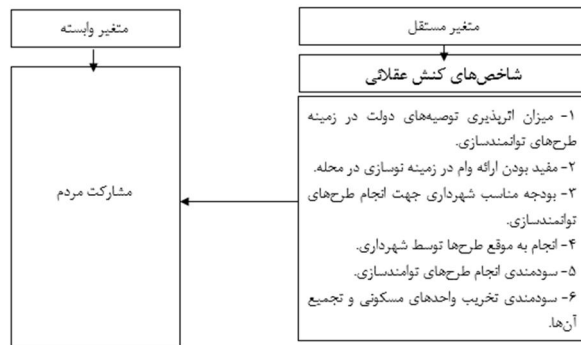 متغیر مستقل
شاخص‌های کنش عقلائی
۱- میزان اثرپذیری توصیه‌های دولت در زمینه
طرح‌های توانمندسازی.
۲- مفید بودن ارائه وام در زمینه نوسازی در محله.
۳- بودجه مناسب شهرداری جهت انجام طرح‌های
توانمندسازی.
۴- انجام به موقع طرح‌ها توسط شهرداری.
۵- سودمندی انجام طرح‌های توامندسازی.
۶- سودمندی تخریب واحدهای مسکونی و تجمیع
آن‌ها.
متغیر وابسته
مشارکت مردم